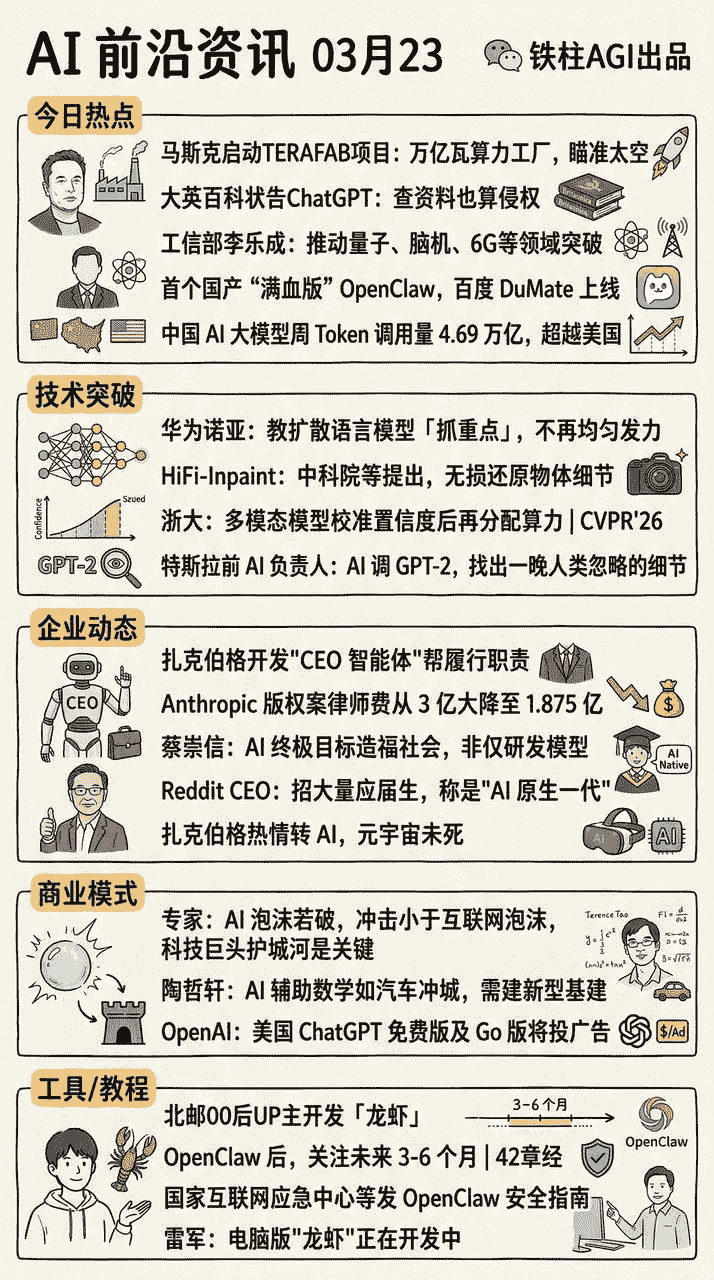 AI 前沿资讯 03月23
铁柱AGI出品
今日热点
马斯克启动TERAFAB项目：万亿瓦算力工厂，瞄准太空
大英百科状告ChatGPT：查资料也算侵权
Britannica
Britannica
工信部李乐成：推动量子、脑机、6G等领域突破
首个国产“满血版”OpenClaw，百度 DuMate 上线
中国 AI 大模型周 Token 调用量 4.69 万亿，超越美国
技术突破
华为诺亚：教扩散语言模型「抓重点」，不再均匀发力
HiFi-Inpaint：中科院等提出，无损还原物体细节
Confidence
Szued
浙大：多模态模型校准置信度后再分配算力 | CVPR'26
GPT-2
特斯拉前 AI 负责人：AI 调 GPT-2，找出一晚人类忽略的细节
企业动态
CEO
扎克伯格开发"CEO 智能体"帮履行职责
Anthropic 版权案律师费从 3 亿大降至 1.875 亿
$
蔡崇信：AI 终极目标造福社会，非仅研发模型
AI
Native
Reddit CEO：招大量应届生，称是"AI 原生一代"
扎克伯格热情转 AI，元宇宙未死
AI
AI
商业模式
专家：AI 泡沫若破，冲击小于互联网泡沫，
科技巨头护城河是关键
Terence Tao
陶哲轩：AI 辅助数学如汽车冲城，需建新型基建
OpenAI：美国 ChatGPT 免费版及 Go 版将投广告
$/Ad
工具/教程
北邮00后UP主开发「龙虾」
3-6 个月
OpenClaw
OpenClaw 后，关注未来 3-6 个月 | 42章经
国家互联网应急中心等发 OpenClaw 安全指南
雷军：电脑版"龙虾"正在开发中